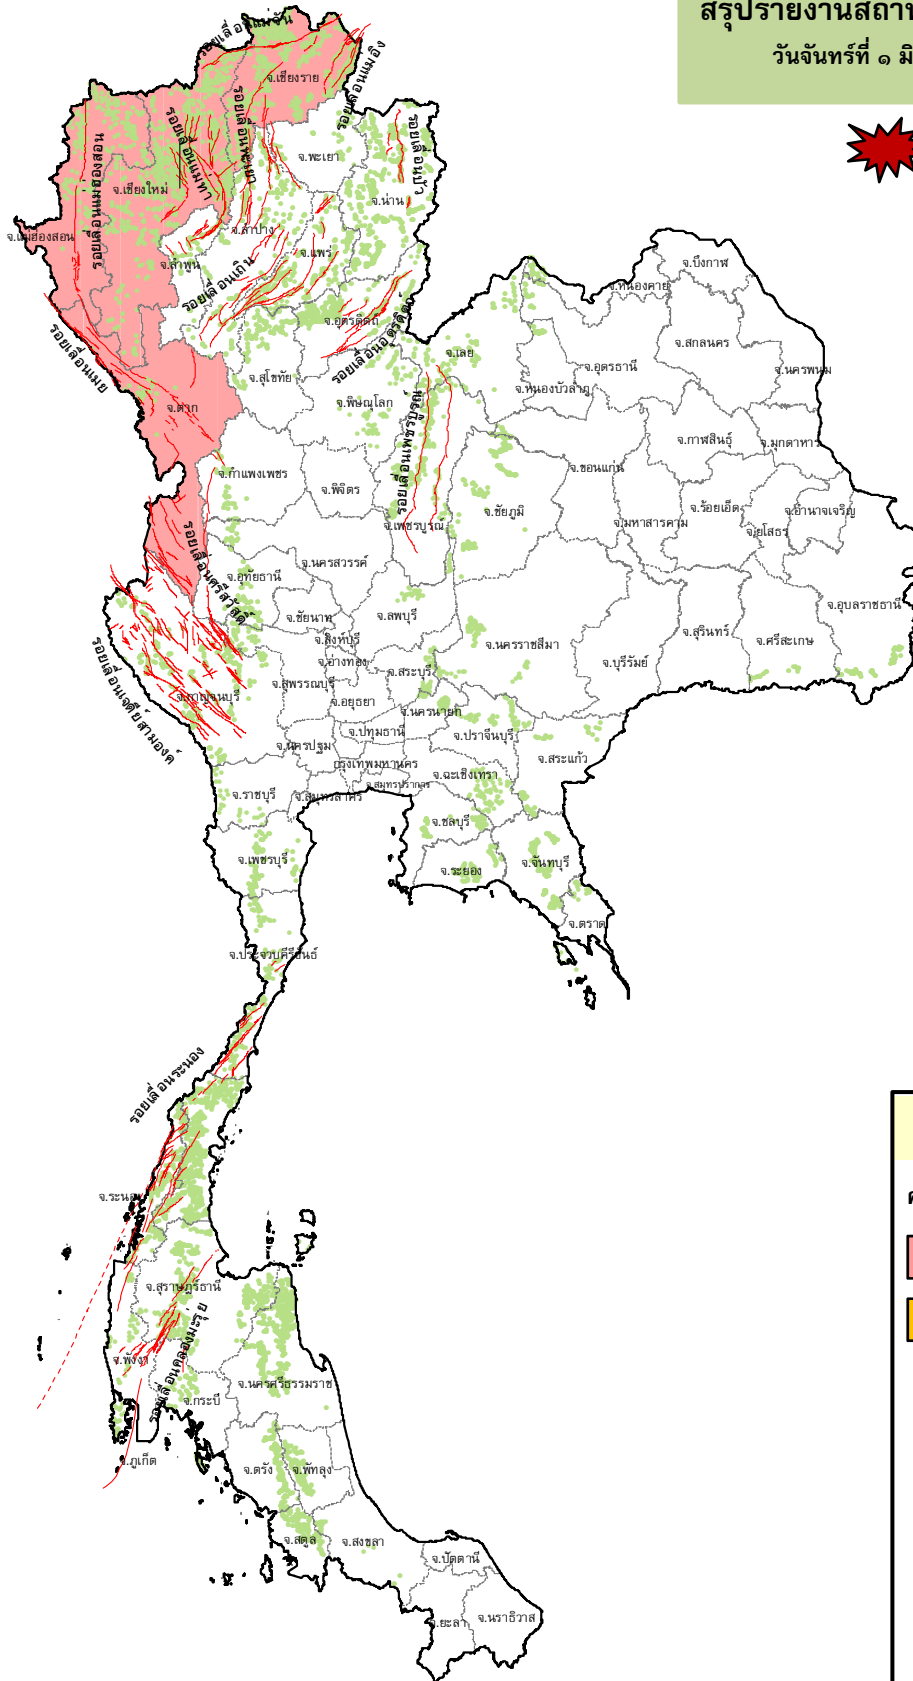 สรุปรายงานสถาน
วันจันทร์ที่ ๑ มิ
รอยเลื่อนแม่จัน
จ.เชียงราย
รอยเลื่อนแม่อิง
รอยเลื่อนแม่ฮ่องสอน
รอยเลื่อนแม่ทา
รอยเลื่อนพะเยา
รอยเลื่อนปัว
จ.พะเยา
จ.เชียงใหม่
จ.น่าน
จ.แม่ฮ่องสอน
จ.ลำปาง
จ.แพร่
จ.ลำพูน
รอยเลื่อนเถิน
จ.บึงกาฬ
จ.หนองคาย
จ.อุตรดิตถ์
รอยเลื่อนอุตรดิตถ์
จ.เลย
จ.สกลนคร
รอยเลื่อนเมย
จ.สุโขทัย
จ.อุดรธานี
จ.นครพนม
จ.หนองบัวลำภู
จ.ตาก
จ.พิษณุโลก
รอยเลื่อนเพชรบูรณ์
จ.กาฬสินธุ์
จ.มุกดาหาร
จ.กำแพงเพชร
จ.ขอนแก่น
จ.พิจิตร
จ.ชัยภูมิ
จ.มหาสารคาม
จ.ร้อยเอ็ด
จ.อำนาจเจริญ
จ.เพชรบูรณ์
จ.ยโสธร
รอยเลื่อนศรีสวัสดิ์
จ.นครสวรรค์
จ.อุทัยธานี
จ.อุบลราชธานี
จ.ชัยนาท
จ.ลพบุรี
จ.สุรินทร์
จ.ศรีสะเกษ
จ.สิงห์บุรี
จ.นครราชสีมา
จ.บุรีรัมย์
จ.อ่างทอง
จ.สระบุรี
จ.สุพรรณบุรี
จ.กาญจนบุรี
รอยเลื่อนเจดีย์สามองค์
จ.อยุธยา
จ.นครนายก
จ.ปทุมธานี
จ.ปราจีนบุรี
จ.นครปฐม
จ.สระแก้ว
กรุงเทพมหานคร
จ.ฉะเชิงเทรา
จ.สมุทรปราการ
จ.ราชบุรี
จ.สมุทรสาคร
จ.ชลบุรี
จ.เพชรบุรี
จ.ระยอง
จ.จันทบุรี
จ.ตราด
จ.ประจวบคีรีขันธ์
รอยเลื่อนระนอง
จ.ระนอง
จ.สุราษฎร์ธานี
รอยเลื่อนคลองมะรุ่ย
จ.พังงา
จ.นครศรีธรรมราช
จ.กระบี่
จ.ภูเก็ต
จ.ตรัง
จ.พัทลุง
จ.สตูล
จ.สงขลา
จ.ปัตตานี
จ.ยะลา
จ.นราธิวาส